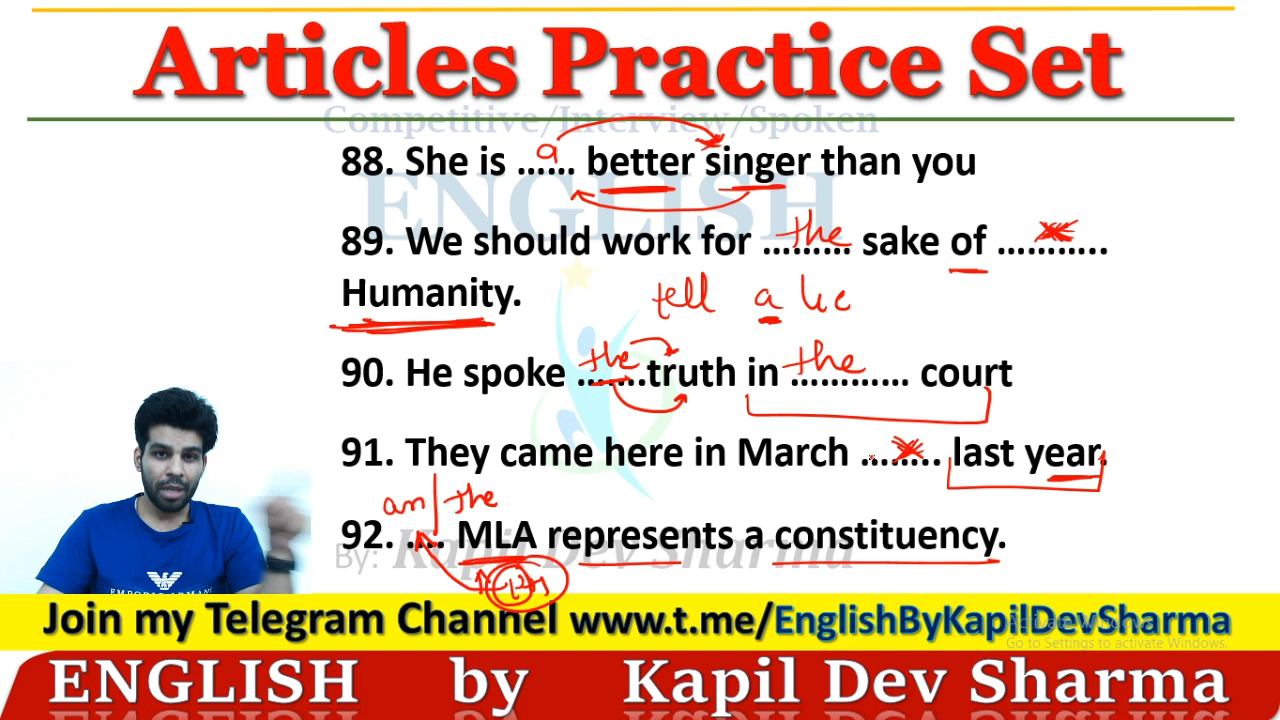 Articles Practice Set
Competitive/Interview/Spoken
ENGLISH
88. She is ...a... better singer than you
89. We should work for ...the... sake of ...........
Humanity.
tell a lie
90. He spoke ...the....truth in ...the......... court
91. They came here in March ........ last year.
an/the
92. .... MLA represents a constituency.
By: Kapil Dev Sharma
EMPORIO ARMANI
Join my Telegram Channel www.t.me/EnglishByKapilDevSharma
Activate Windows
Go to Settings to activate Windows.
ENGLISH by Kapil Dev Sharma